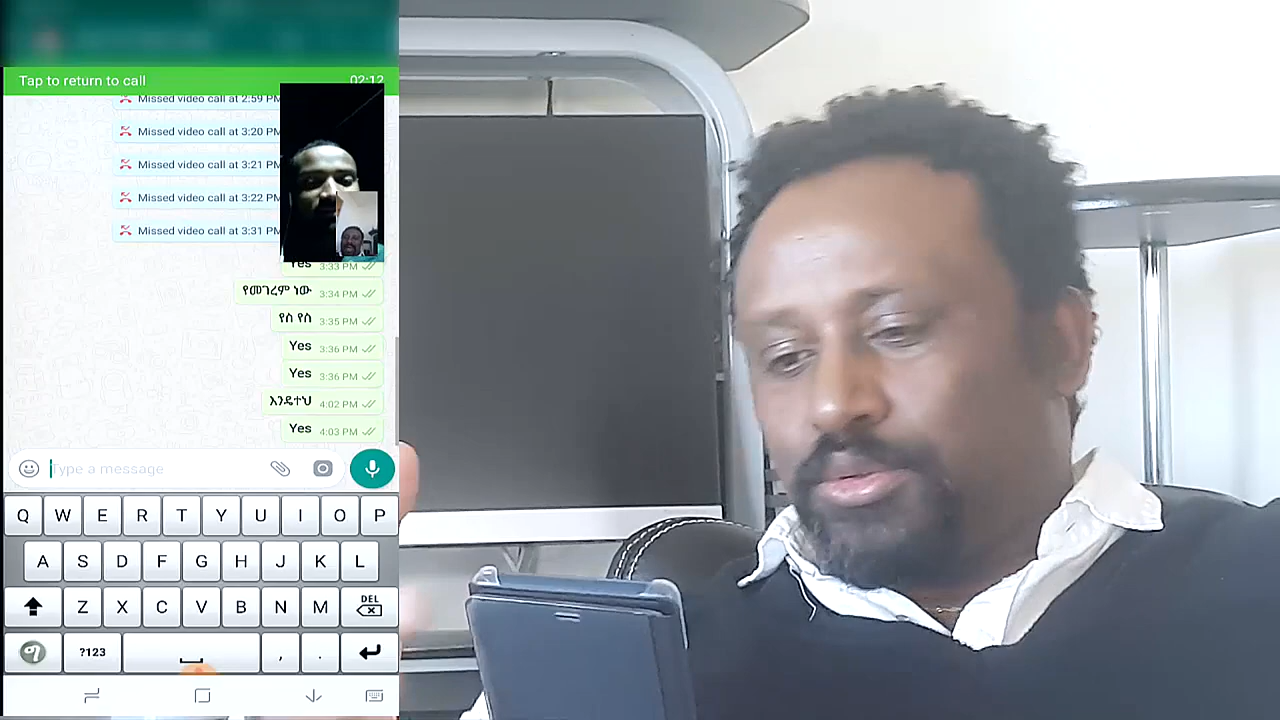 Tap to return to call 02:12
Missed video call at 2:59 PM
Missed video call at 3:20 PM
Missed video call at 3:21 PM
Missed video call at 3:22 PM
Missed video call at 3:31 PM
Yes 3:33 PM
የመገረም ነው 3:34 PM
የስ የስ 3:35 PM
Yes 3:36 PM
Yes 3:36 PM
እንዴተህ 4:02 PM
Yes 4:03 PM
Type a message
Q W E R T Y U I O P
A S D F G H J K L
Z X C V B N M DEL
?123 , .